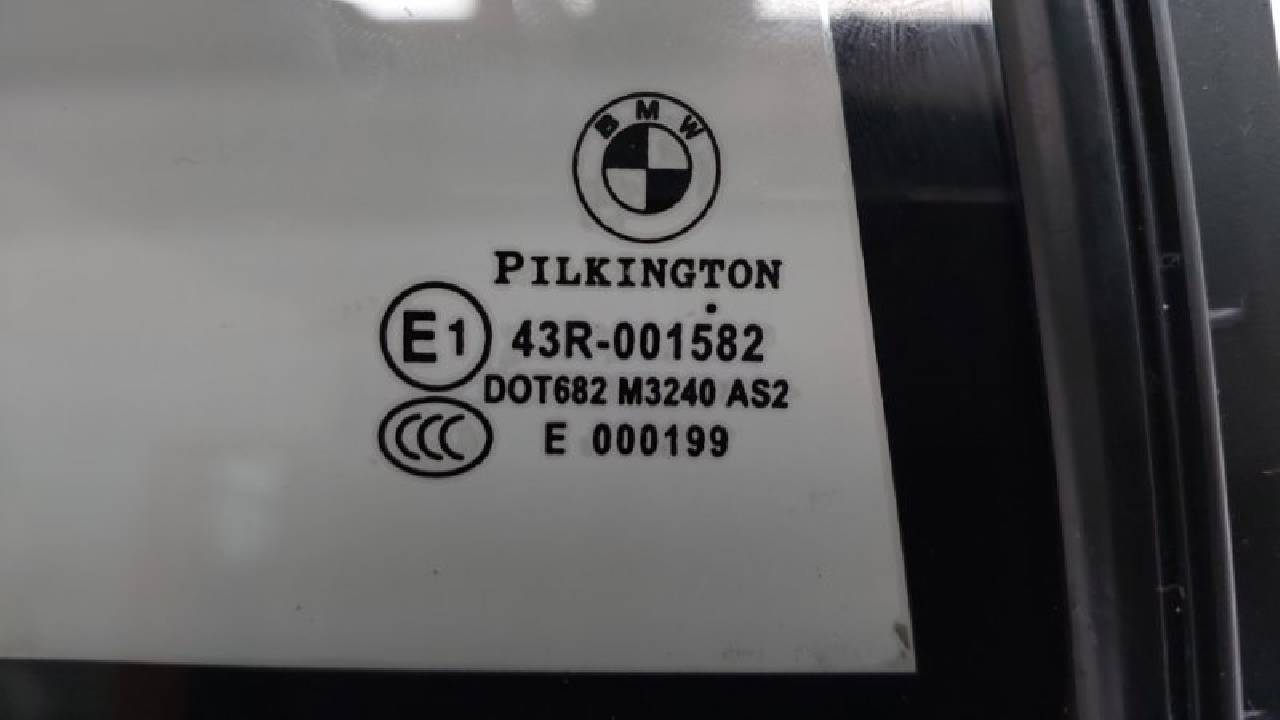 BMW
PILKINGTON
E1 43R-001582
DOT682 M3240 AS2
CCC E 000199